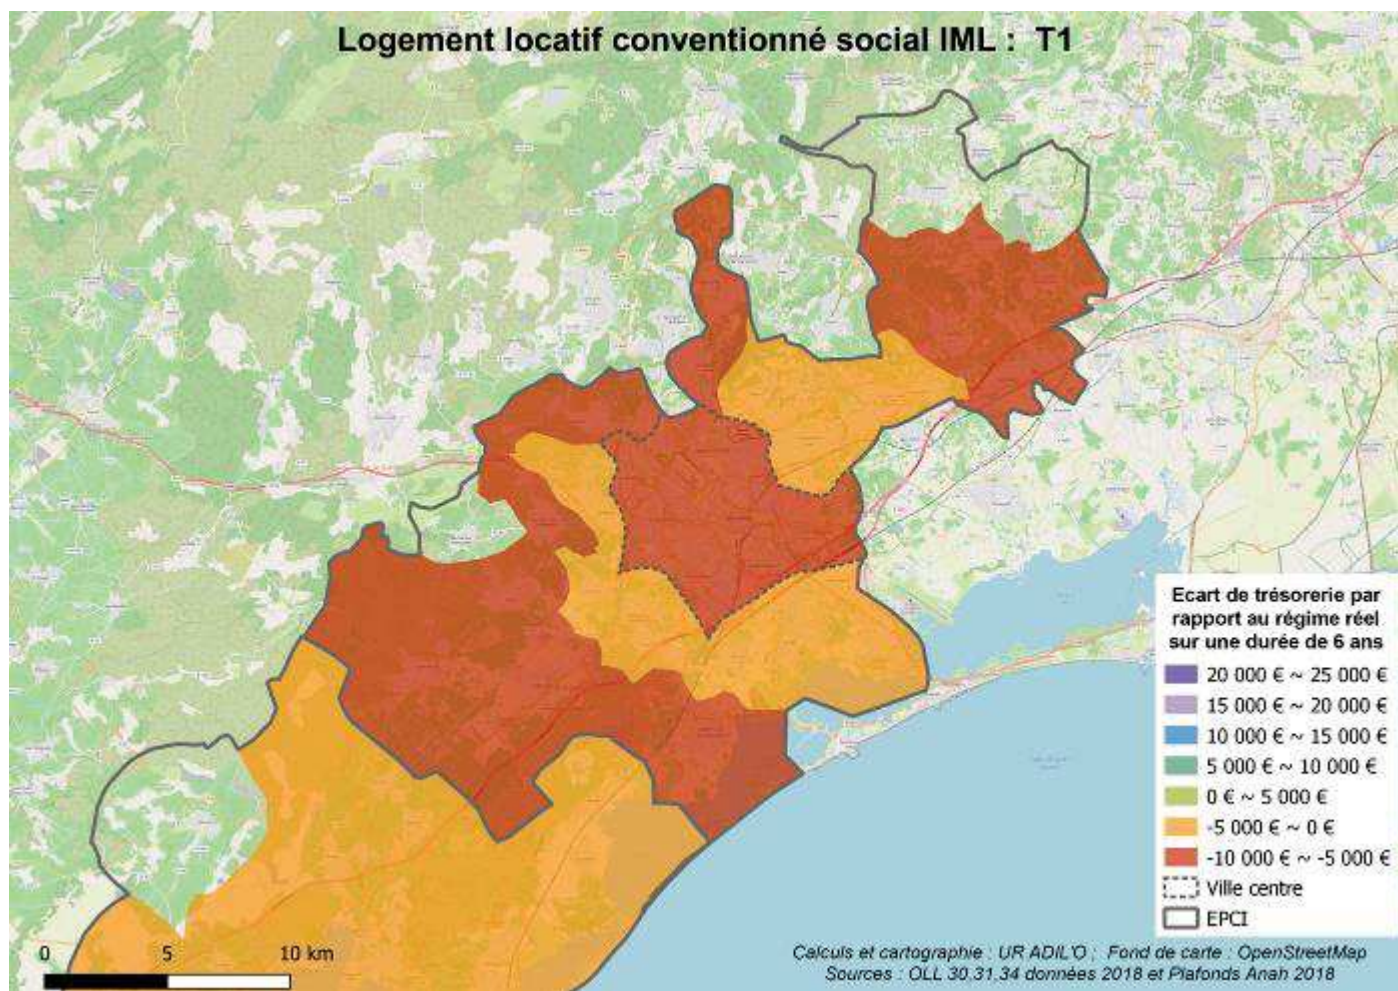 Logement locatif conventionné social IML : T1
Ecart de trésorerie par
rapport au régime réel
sur une durée de 6 ans
20 000 € ~ 25 000 €
15 000 € ~ 20 000 €
10 000 € ~ 15 000 €
5 000 € ~ 10 000 €
0 € ~ 5 000 €
-5 000 € ~ 0 €
-10 000 € ~ -5 000 €
Ville centre
EPCI
0 5 10 km
Calculs et cartographie : UR ADIL'O ; Fond de carte : OpenStreetMap
Sources : OLL 30,31,34 données 2018 et Plafonds Anah 2018